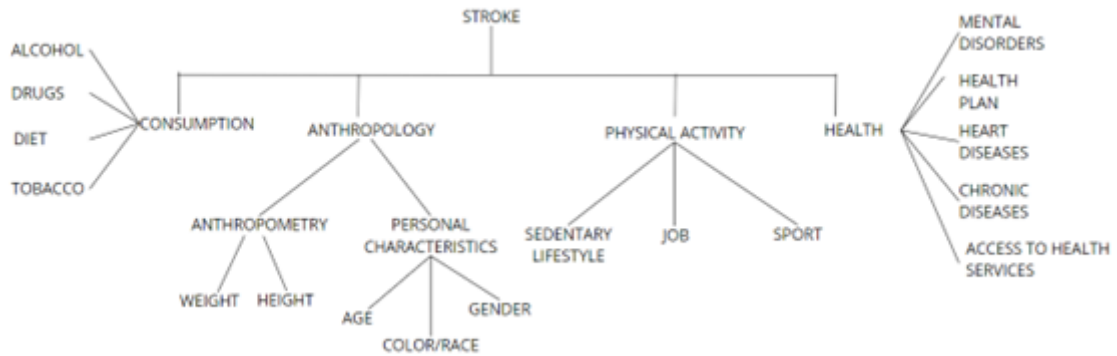 STROKE
ALCOHOL
DRUGS
DIET
TOBACCO
CONSUMPTION
ANTHROPOLOGY
PHYSICAL ACTIVITY
HEALTH
MENTAL
DISORDERS
HEALTH
PLAN
HEART
DISEASES
CHRONIC
DISEASES
ACCESS TO HEALTH
SERVICES
ANTHROPOMETRY
PERSONAL
CHARACTERISTICS
SEDENTARY
LIFESTYLE
JOB
SPORT
WEIGHT
HEIGHT
AGE
COLOR/RACE
GENDER